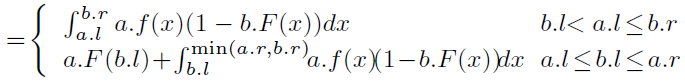 = { ∫_{a.l}^{b.r} a.f(x)(1 − b.F(x))dx b.l< a.l≤b.r
a.F(b.l)+∫_{b.l}^{min(a.r,b.r)} a.f(x)(1−b.F(x))dx a.l≤b.l≤a.r